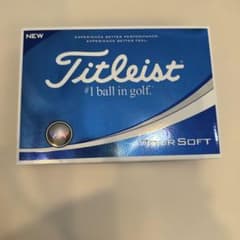 NEW
EXPERIENCE BETTER PERFORMANCE.
EXPERIENCE BETTER FEEL.
Titleist
#1 ball in golf.
SOFT